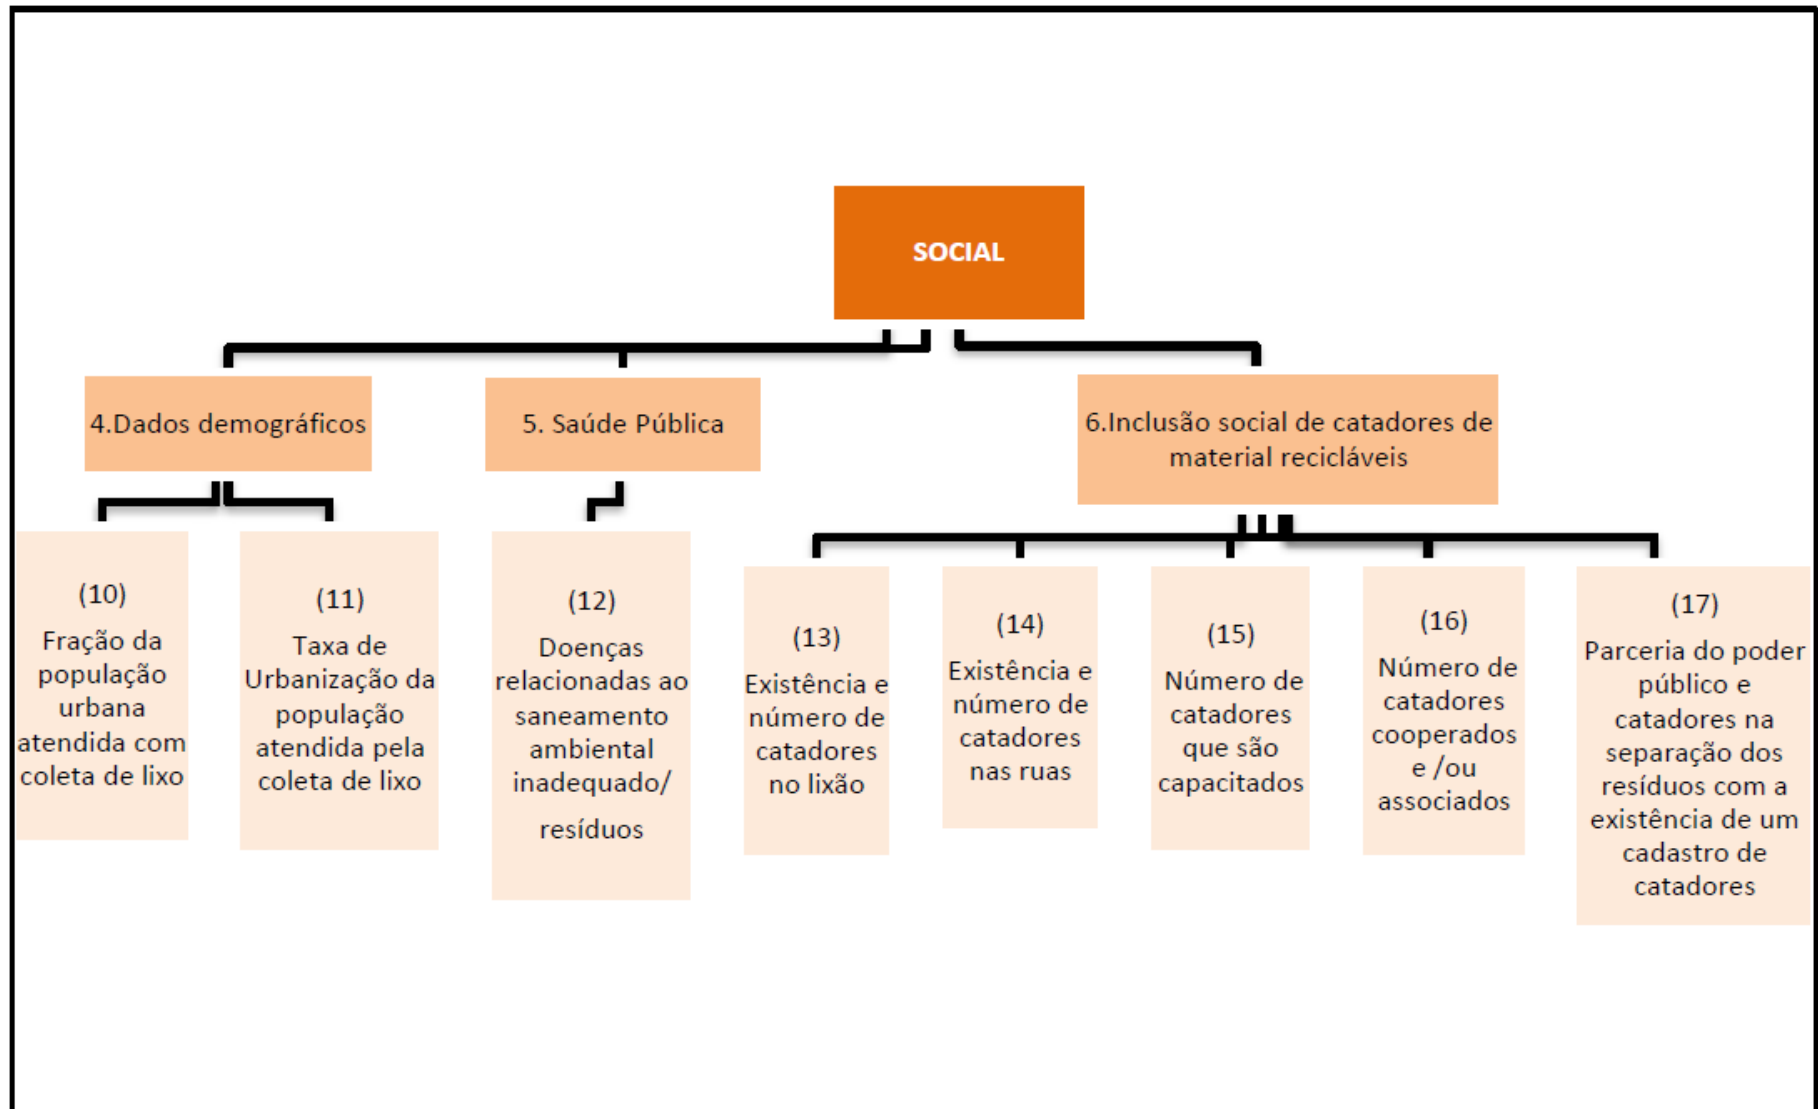 SOCIAL
4.Dados demográficos
5. Saúde Pública
6.Inclusão social de catadores de
material recicláveis
(10)
Fração da
população
urbana
atendida com
coleta de lixo
(11)
Taxa de
Urbanização da
população
atendida pela
coleta de lixo
(12)
Doenças
relacionadas ao
saneamento
ambiental
inadequado/
resíduos
(13)
Existência e
número de
catadores
no lixão
(14)
Existência e
número de
catadores
nas ruas
(15)
Número de
catadores
que são
capacitados
(16)
Número de
catadores
cooperados
e /ou
associados
(17)
Parceria do poder
público e
catadores na
separação dos
resíduos com a
existência de um
cadastro de
catadores